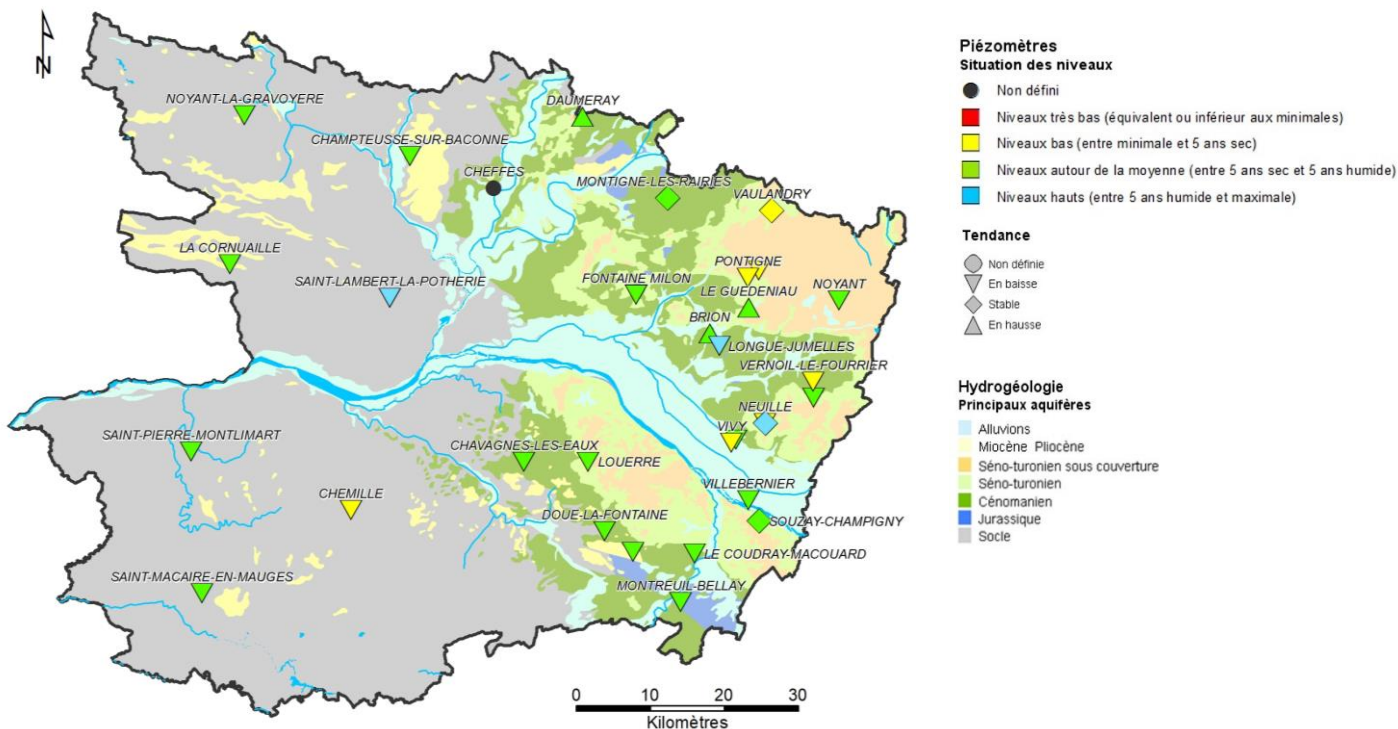 N
NOYANT-LA-GRAVOYERE
DAUMERAY
CHAMPTEUSSE-SUR-BACONNE
CHEFFES
MONTIGNE-LES-RAIRIES
VAULANDRY
LA CORNUAILLE
SAINT-LAMBERT-LA-POTHERIE
FONTAINE MILON
PONTIGNE
LE GUEDENIAU
NOYANT
BRION
LONGUE-JUMELLES
VERNOIL-LE-FOURRIER
NEUILLE
VIVY
SAINT-PIERRE-MONTLIMART
CHAVAGNES-LES-EAUX
LOUERRE
CHEMILLE
VILLEBERNIER
DOUE-LA-FONTAINE
SOUZAY-CHAMPIGNY
LE COUDRAY-MACOUARD
SAINT-MACAIRE-EN-MAUGES
MONTREUIL-BELLAY
0 10 20 30
Kilomètres
Piézomètres
Situation des niveaux
Non défini
Niveaux très bas (équivalent ou inférieur aux minimales)
Niveaux bas (entre minimale et 5 ans sec)
Niveaux autour de la moyenne (entre 5 ans sec et 5 ans humide)
Niveaux hauts (entre 5 ans humide et maximale)
Tendance
Non définie
En baisse
Stable
En hausse
Hydrogéologie
Principaux aquifères
Alluvions
Miocène Pliocène
Séno-turonien sous couverture
Séno-turonien
Cénomanien
Jurassique
Socle